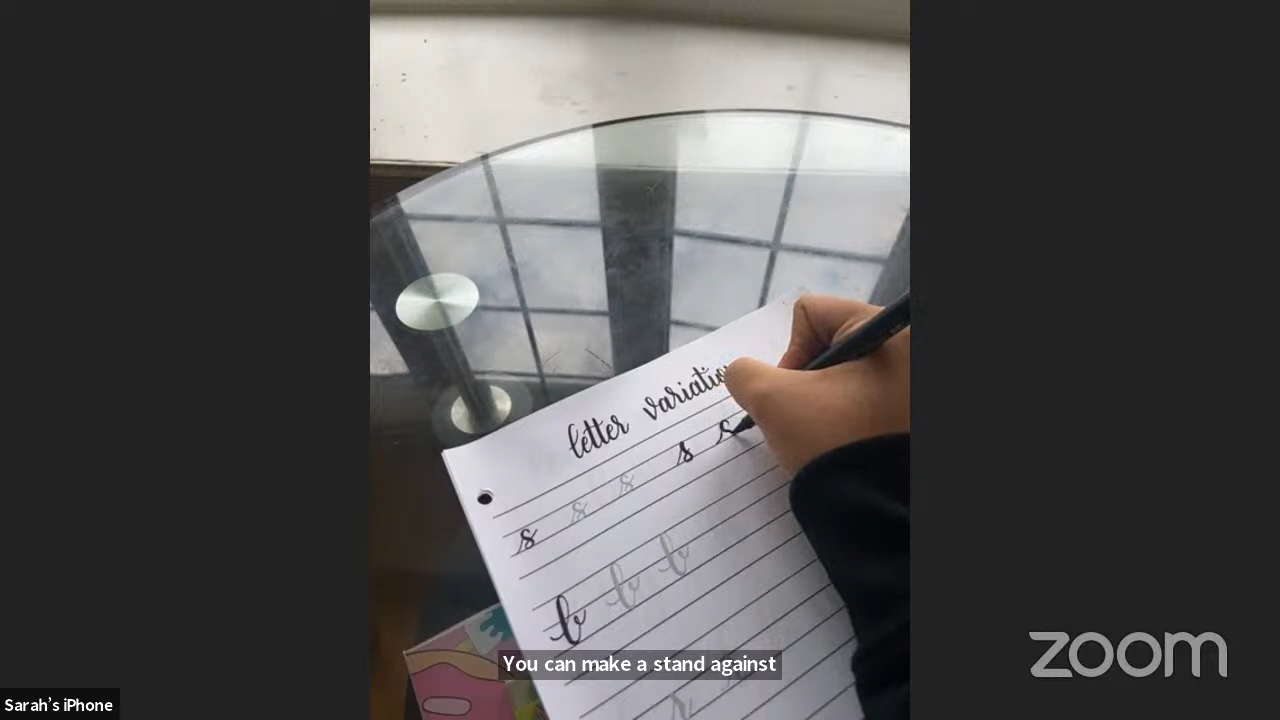 letter variatio
s s s s s
b b b
You can make a stand against
zoom
Sarah's iPhone